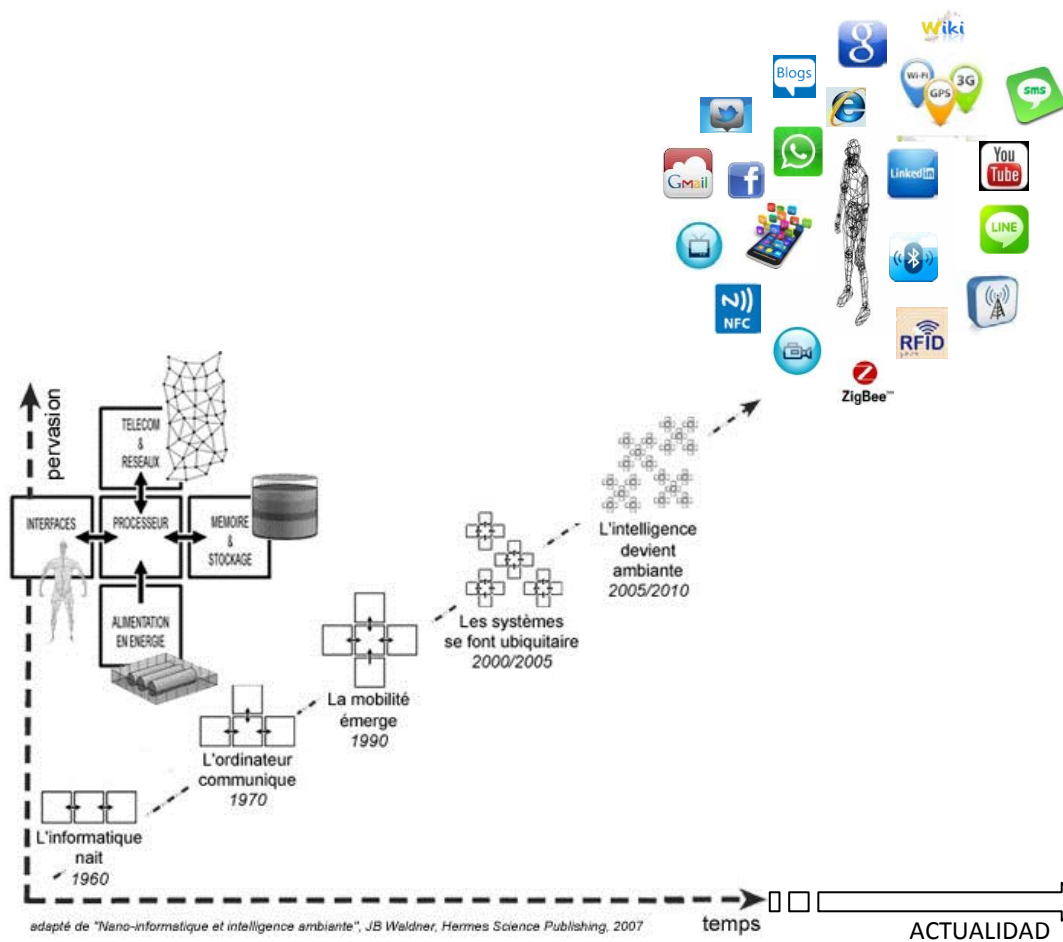 Wiki
g
Blogs
Wi-Fi
GPS
3G
sms
Gmail
f
Linked in
You
Tube
LINE
N))
NFC
RFID
ZigBee™
pervasion
TELECOM
&
RESEAUX
INTERFACES
PROCESSEUR
MEMOIRE
&
STOCKAGE
ALIMENTATION
EN ENERGIE
L'intelligence
devient
ambiante
2005/2010
Les systèmes
se font ubiquitaire
2000/2005
La mobilité
émerge
1990
L'ordinateur
communique
1970
L'informatique
nait
1960
temps
adapté de "Nano-informatique et intelligence ambiante", JB Waldner, Hermes Science Publishing, 2007
ACTUALIDAD